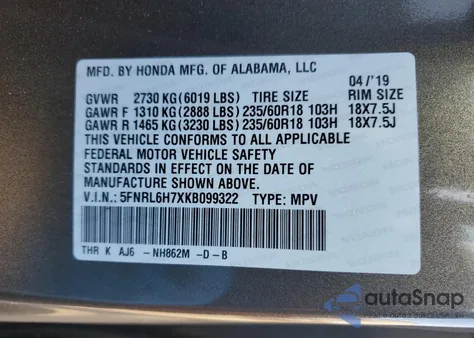 MFD. BY HONDA MFG. OF ALABAMA, LLC
04/'19
GVWR 2730 KG(6019 LBS) TIRE SIZE RIM SIZE
GAWR F 1310 KG (2888 LBS) 235/60R18 103H 18X7.5J
GAWR R 1465 KG(3230 LBS) 235/60R18 103H 18X7.5J
THIS VEHICLE CONFORMS TO ALL APPLICABLE
FEDERAL MOTOR VEHICLE SAFETY
STANDARDS IN EFFECT ON THE DATE OF
MANUFACTURE SHOWN ABOVE.
V.I.N.: 5FNRL6H7XKB099322 TYPE: MPV
THR K AJ6 -NH862M -D-B
autoSnap